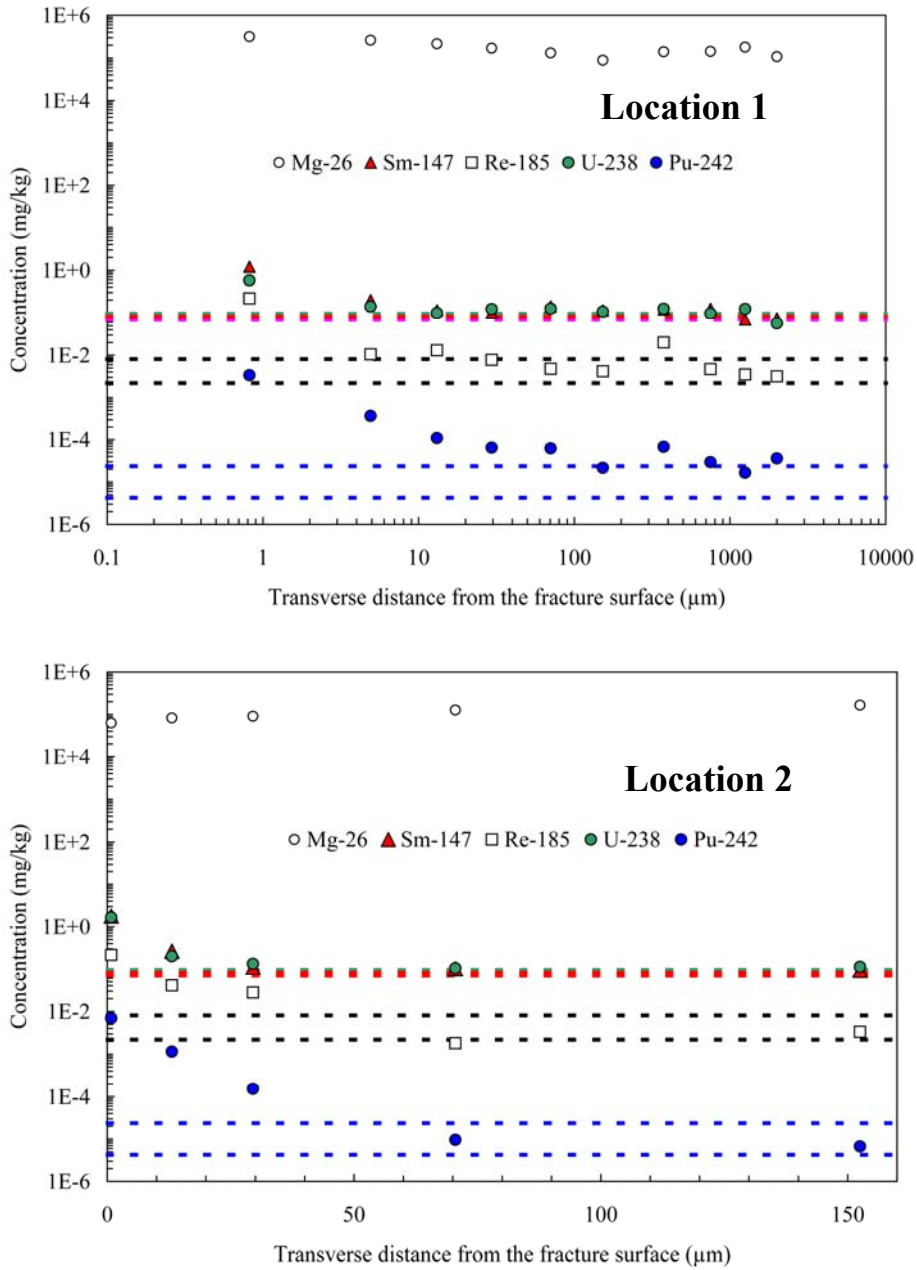 1E+6
1E+4
1E+2
1E+0
1E-2
1E-4
1E-6
Concentration (mg/kg)
Location 1
Mg-26 Sm-147 Re-185 U-238 Pu-242
0.1 1 10 100 1000 10000
Transverse distance from the fracture surface (µm)
1E+6
1E+4
1E+2
1E+0
1E-2
1E-4
1E-6
Concentration (mg/kg)
Location 2
Mg-26 Sm-147 Re-185 U-238 Pu-242
0 50 100 150
Transverse distance from the fracture surface (µm)